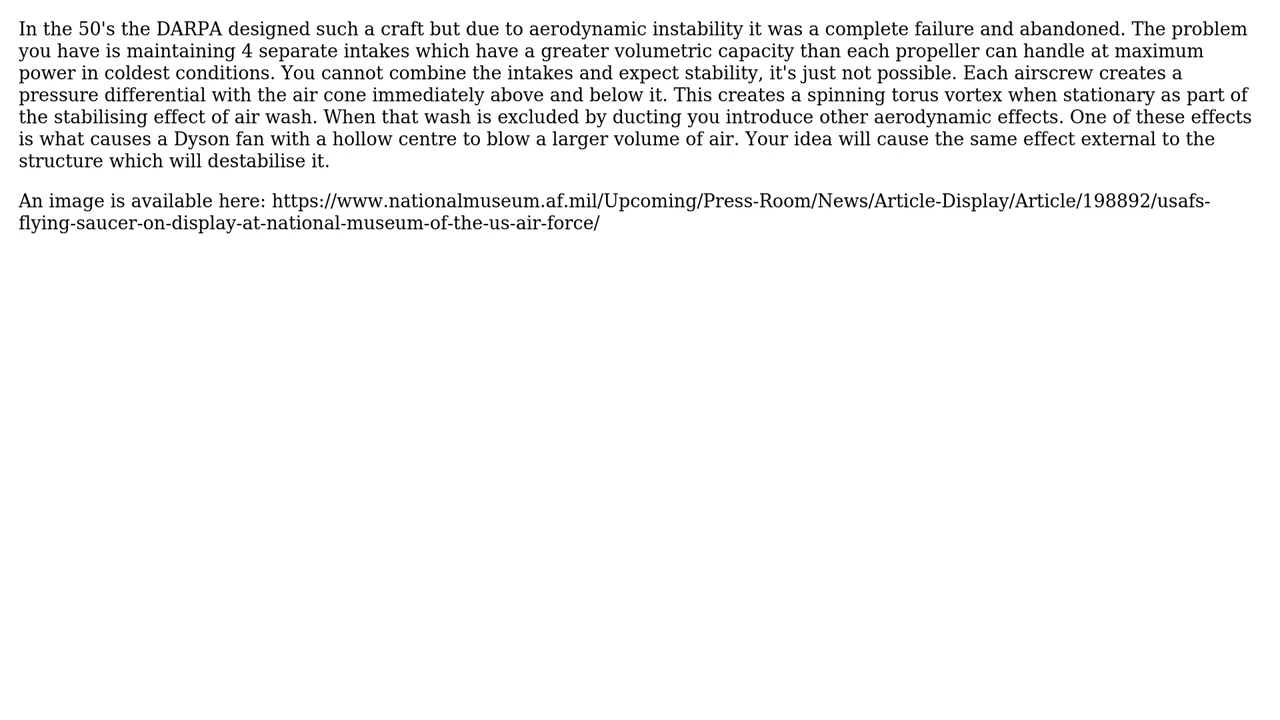 In the 50's the DARPA designed such a craft but due to aerodynamic instability it was a complete failure and abandoned. The problem
you have is maintaining 4 separate intakes which have a greater volumetric capacity than each propeller can handle at maximum
power in coldest conditions. You cannot combine the intakes and expect stability, it's just not possible. Each airscrew creates a
pressure differential with the air cone immediately above and below it. This creates a spinning torus vortex when stationary as part of
the stabilising effect of air wash. When that wash is excluded by ducting you introduce other aerodynamic effects. One of these effects
is what causes a Dyson fan with a hollow centre to blow a larger volume of air. Your idea will cause the same effect external to the
structure which will destabilise it.
An image is available here: https://www.nationalmuseum.af.mil/Upcoming/Press-Room/News/Article-Display/Article/198892/usafs-
flying-saucer-on-display-at-national-museum-of-the-us-air-force/